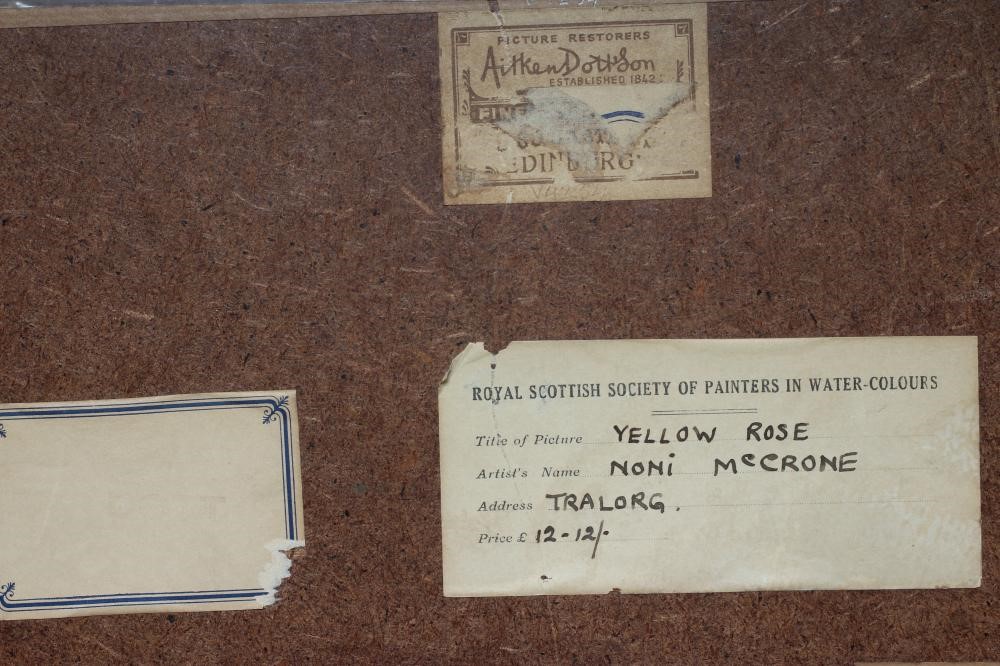 PICTURE RESTORERS
Aitken Dott & Son
ESTABLISHED 1842
FINE
ROYAL SCOTTISH SOCIETY OF PAINTERS IN WATER-COLOURS
Title of Picture YELLOW ROSE
Artist's Name NONI McCRONE
Address TRALORG.
Price £ 12-12/-